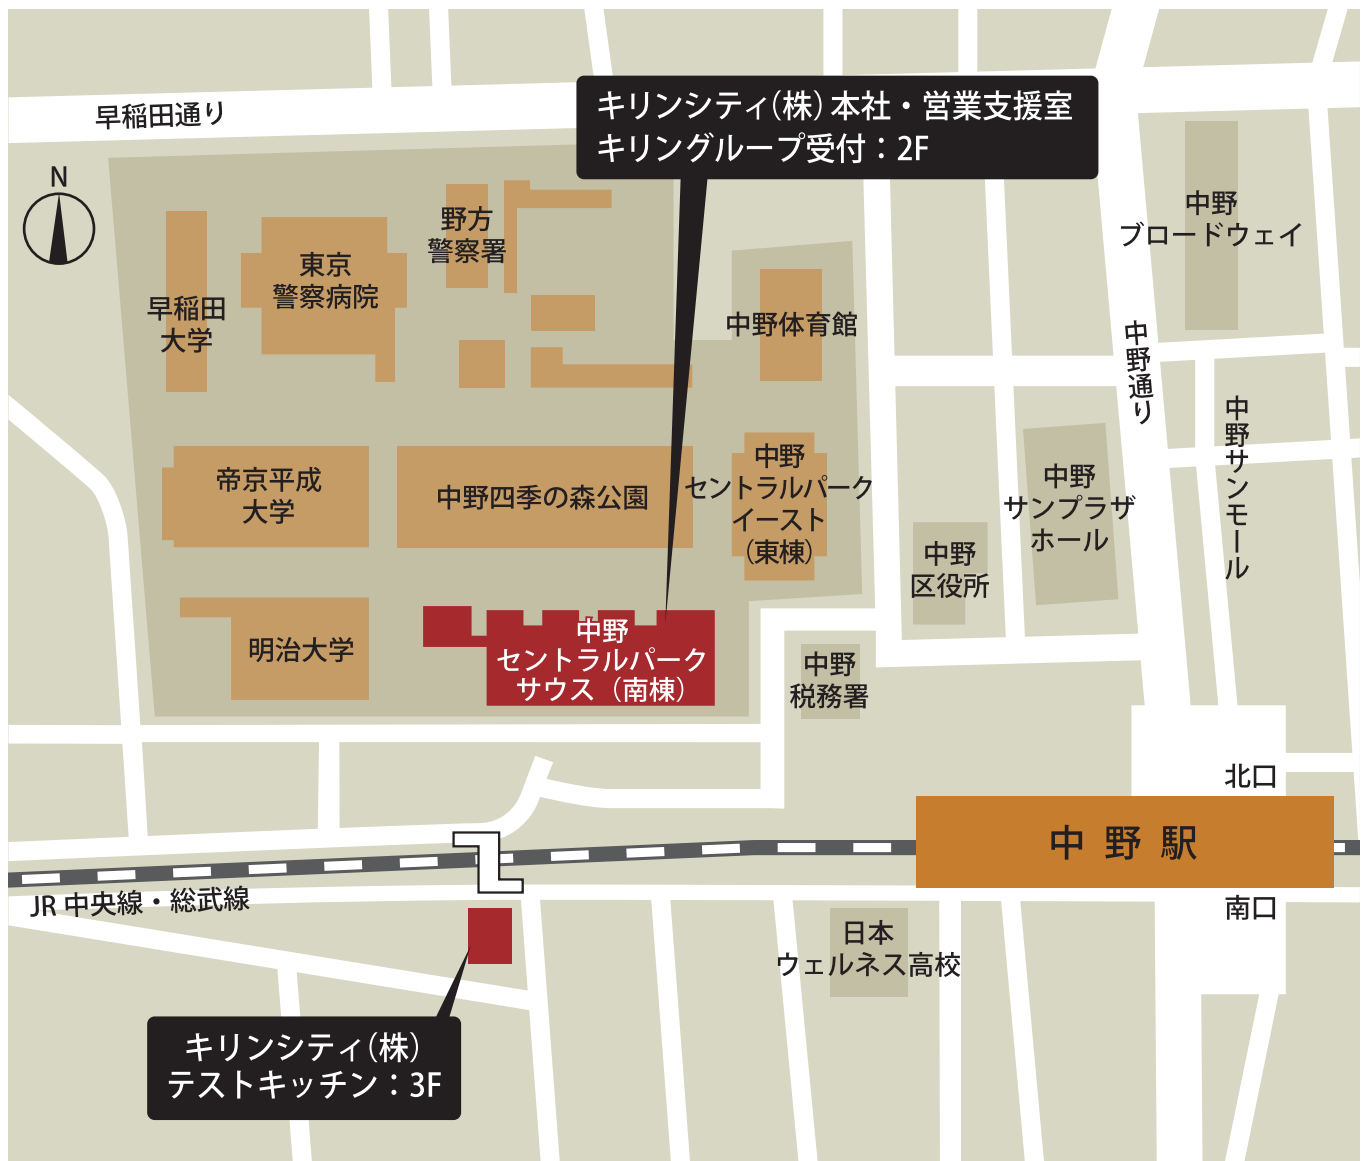 早稲田通り
キリンシティ(株)本社・営業支援室
キリングループ受付：2F
N
早稲田
大学
東京
警察病院
野方
警察署
中野体育館
中野
ブロードウェイ
中野通り
中野サンモール
帝京平成
大学
中野四季の森公園
中野
セントラルパーク
イースト
（東棟）
中野
サンプラザ
ホール
中野
区役所
明治大学
中野
セントラルパーク
サウス（南棟）
中野
税務署
北口
中野駅
南口
JR 中央線・総武線
日本
ウェルネス高校
キリンシティ(株)
テストキッチン：3F